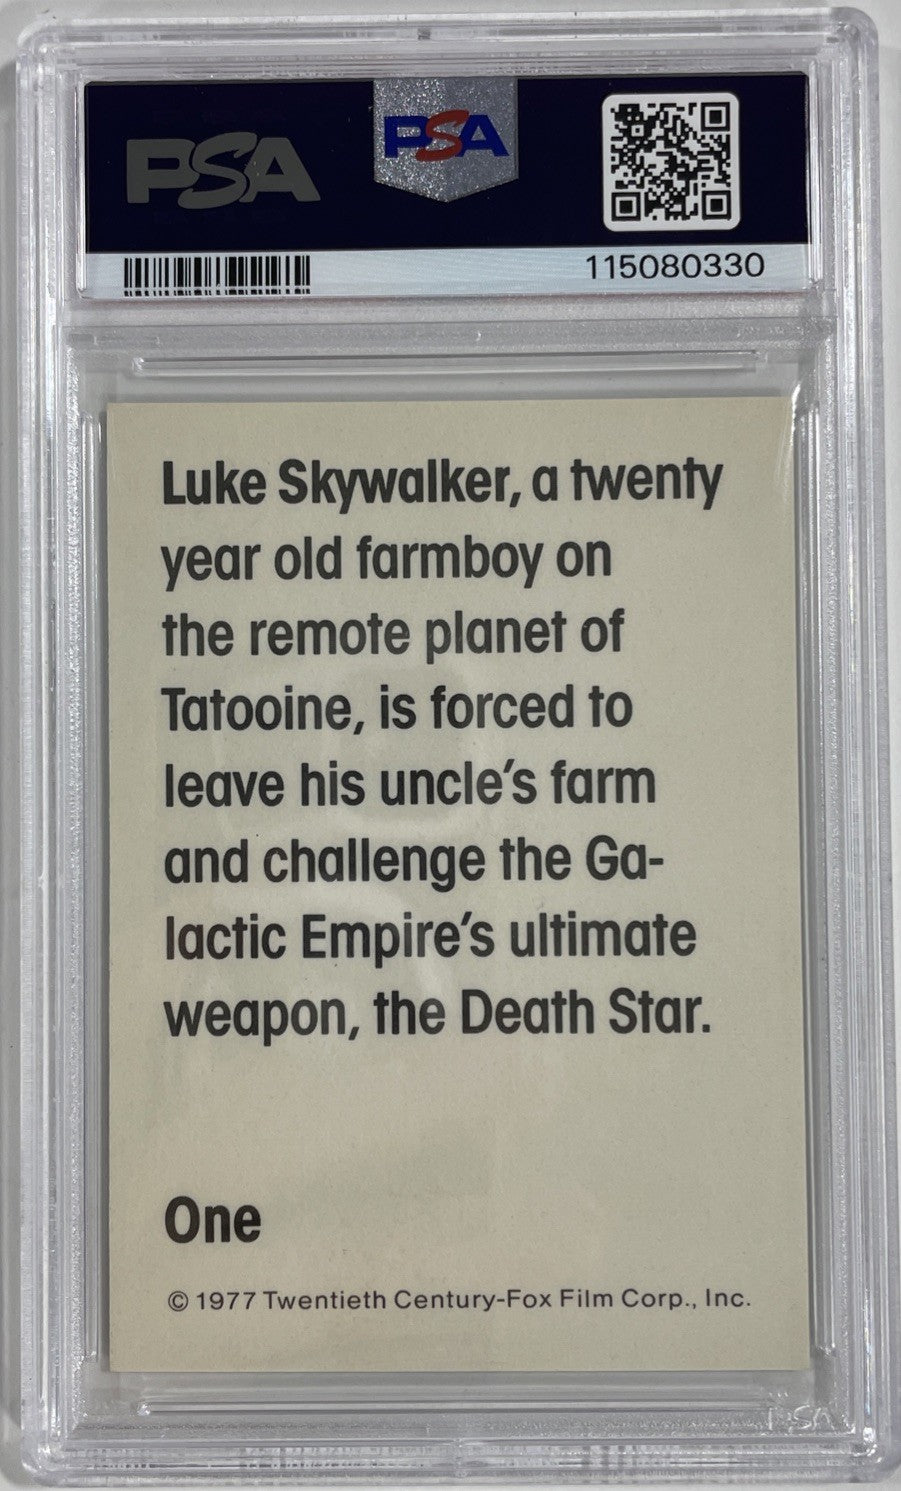 PSA
PSA
115080330
Luke Skywalker, a twenty
year old farmboy on
the remote planet of
Tatooine, is forced to
leave his uncle's farm
and challenge the Ga-
lactic Empire's ultimate
weapon, the Death Star.
One
© 1977 Twentieth Century-Fox Film Corp., Inc.
PSA